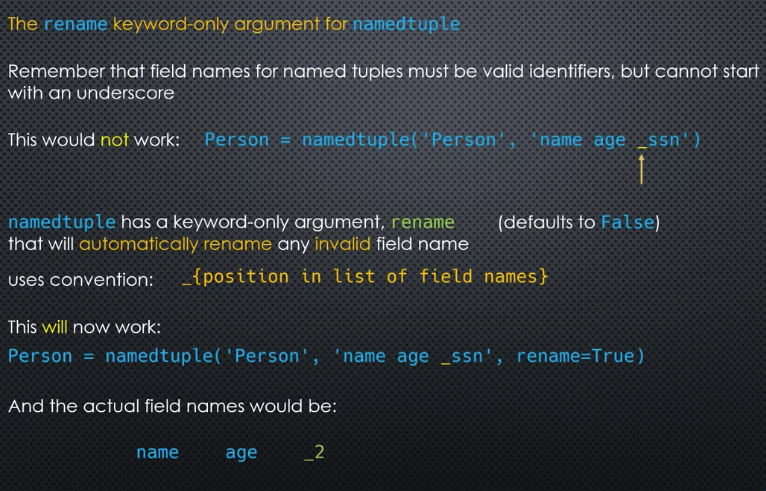 The rename keyword-only argument for namedtuple
Remember that field names for named tuples must be valid identifiers, but cannot start
with an underscore
This would not work: Person = namedtuple('Person', 'name age _ssn')
namedtuple has a keyword-only argument, rename (defaults to False)
that will automatically rename any invalid field name
uses convention: _{position in list of field names}
This will now work:
Person = namedtuple('Person', 'name age _ssn', rename=True)
And the actual field names would be:
name age _2